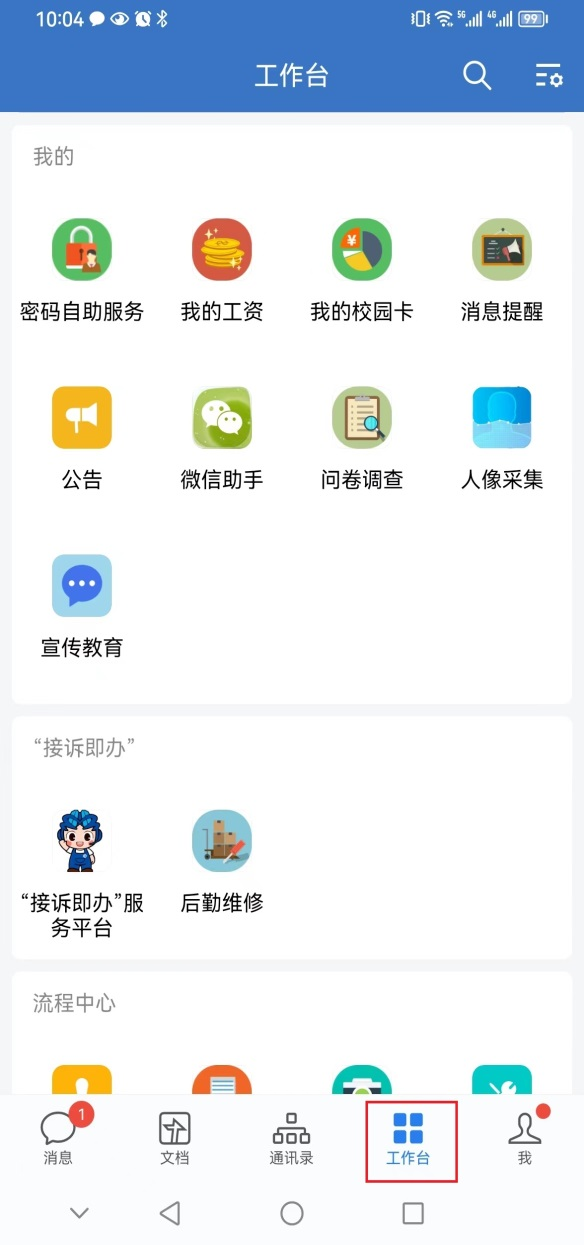 10:04
5G
4G
99
工作台
我的
¥
密码自助服务
我的工资
我的校园卡
消息提醒
公告
微信助手
问卷调查
人像采集
宣传教育
“接诉即办”
“接诉即办”服
务平台
后勤维修
流程中心
1
消息
文档
通讯录
工作台
我